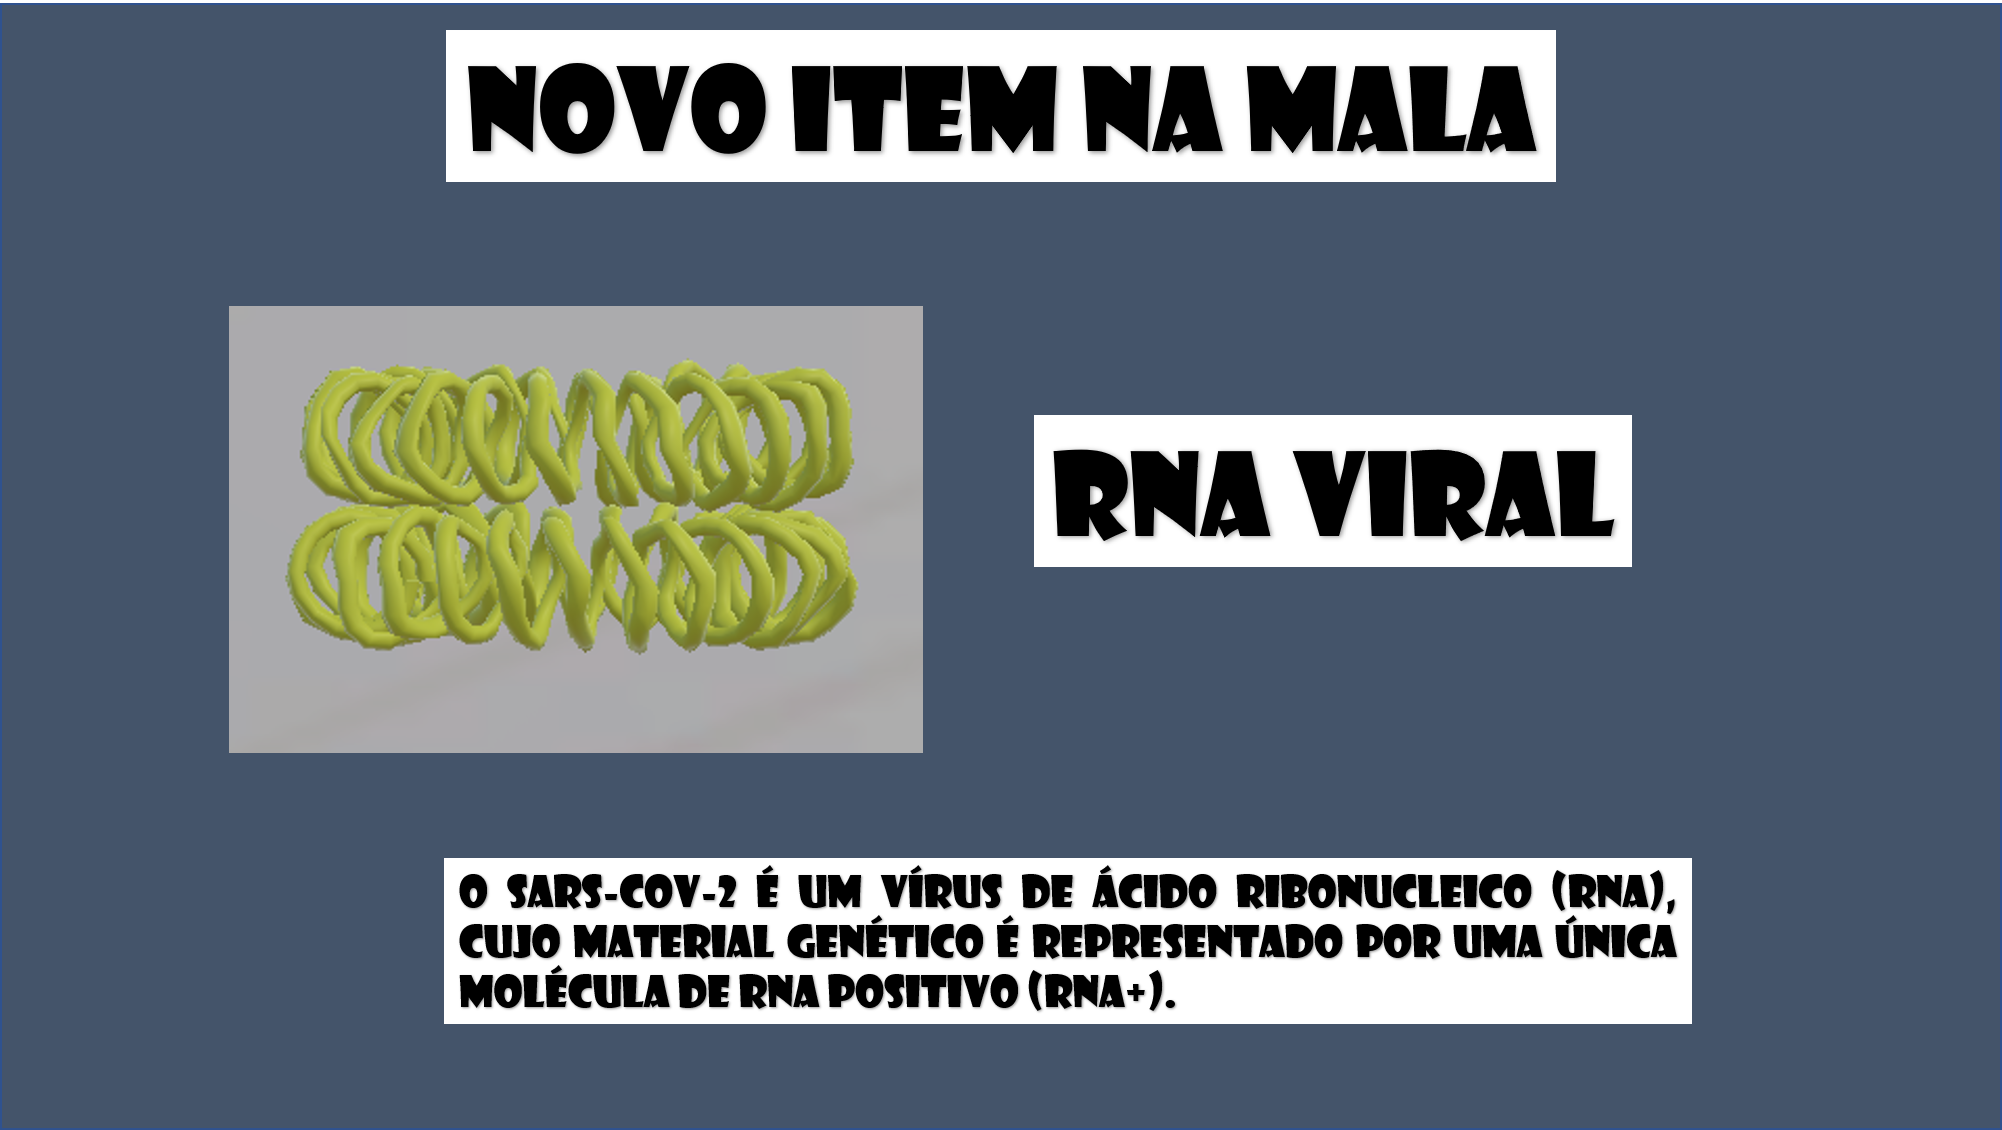 NOVO ITEM NA MALA
RNA VIRAL
O SARS-COV-2 É UM VÍRUS DE ÁCIDO RIBONUCLEICO (RNA),
CUJO MATERIAL GENÉTICO É REPRESENTADO POR UMA ÚNICA
MOLÉCULA DE RNA POSITIVO (RNA+).